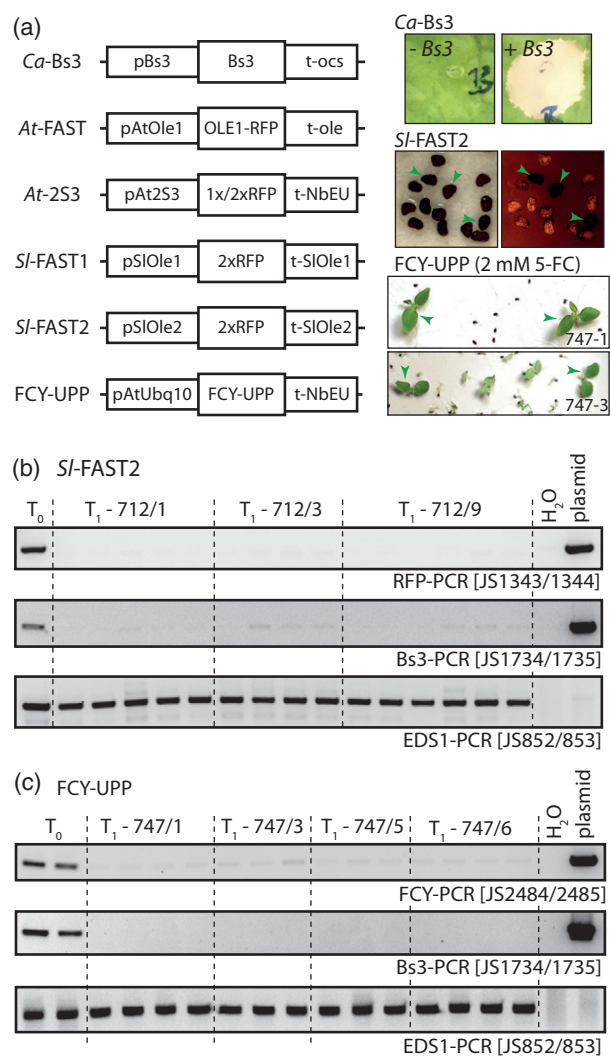 (a)
Ca-Bs3 pBs3 Bs3 t-ocs
At-FAST pAtOle1 OLE1-RFP t-ole
At-2S3 pAt2S3 1x/2xRFP t-NbEU
Sl-FAST1 pSlOle1 2xRFP t-SlOle1
Sl-FAST2 pSlOle2 2xRFP t-SlOle2
FCY-UPP pAtUbq10 FCY-UPP t-NbEU
Ca-Bs3
- Bs3 + Bs3
Sl-FAST2
FCY-UPP (2 mM 5-FC)
747-1
747-3
(b) Sl-FAST2
T0 T1 - 712/1 T1 - 712/3 T1 - 712/9 H2O plasmid
RFP-PCR [JS1343/1344]
Bs3-PCR [JS1734/1735]
EDS1-PCR [JS852/853]
(c) FCY-UPP
T0 T1 - 747/1 T1 - 747/3 T1 - 747/5 T1 - 747/6 H2O plasmid
FCY-PCR [JS2484/2485]
Bs3-PCR [JS1734/1735]
EDS1-PCR [JS852/853]